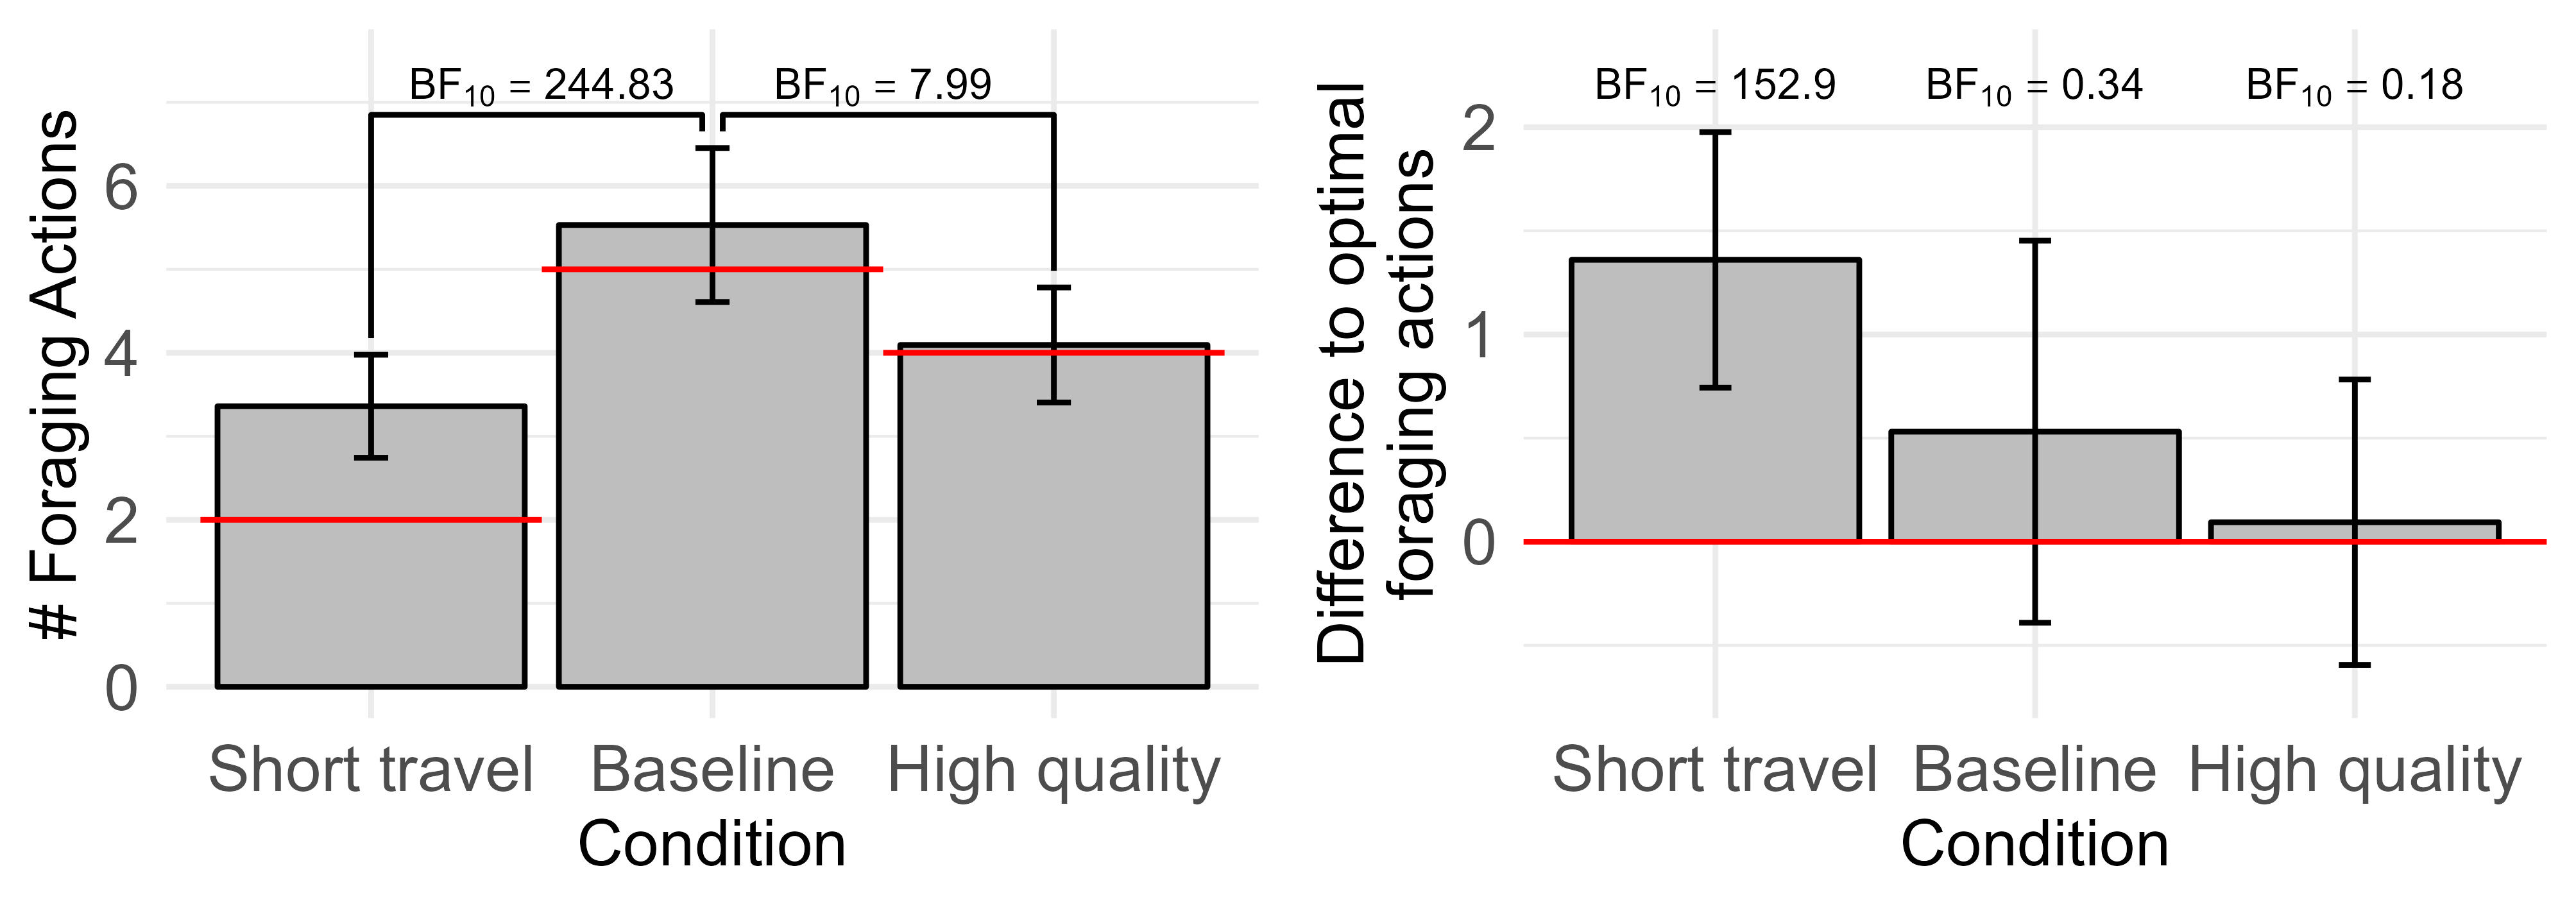 # Foraging Actions
BF10 = 244.83
BF10 = 7.99
6
4
2
0
Short travel
Baseline
High quality
Condition
Difference to optimal
foraging actions
BF10 = 152.9
BF10 = 0.34
BF10 = 0.18
2
1
0
Short travel
Baseline
High quality
Condition